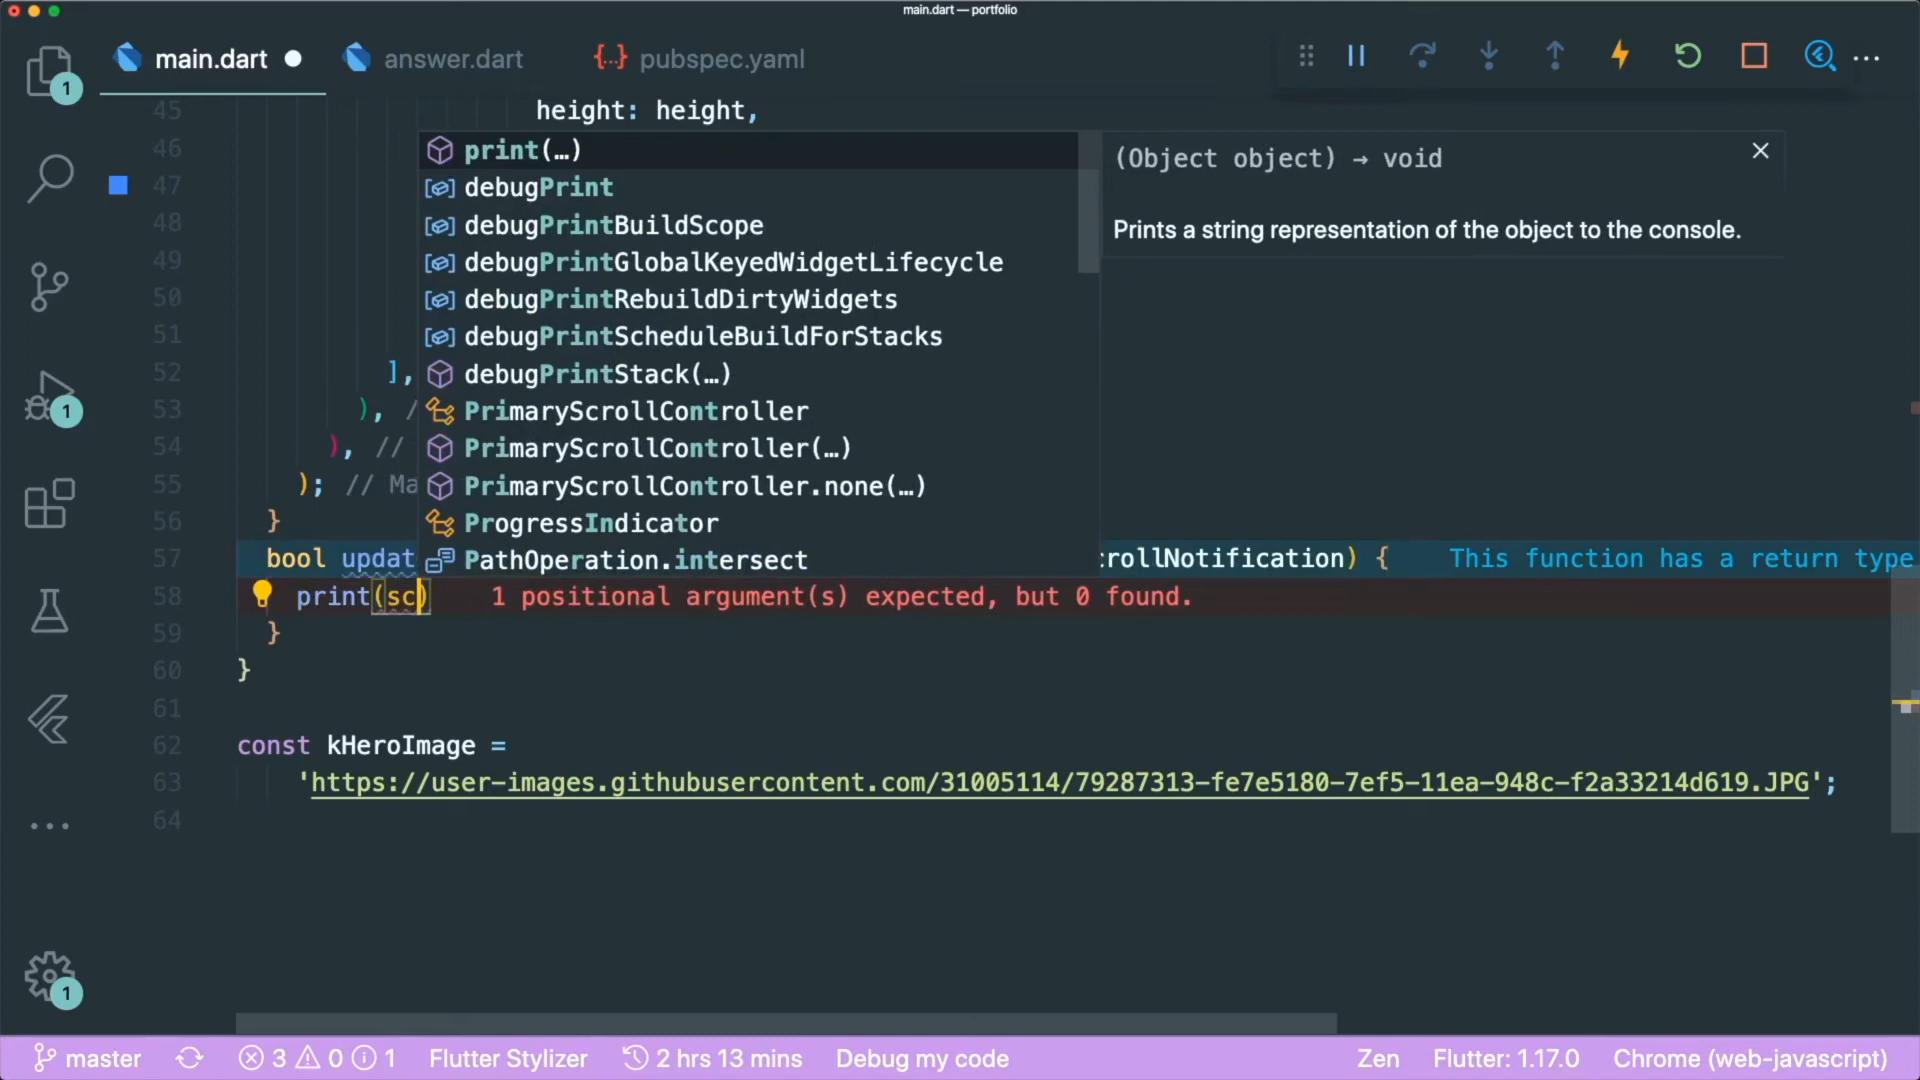 main.dart — portfolio
1 main.dart answer.dart {...} pubspec.yaml
45 height: height,
46 print(…) (Object object) → void
47 debugPrint
48 debugPrintBuildScope Prints a string representation of the object to the console.
49 debugPrintGlobalKeyedWidgetLifecycle
50 debugPrintRebuildDirtyWidgets
51 debugPrintScheduleBuildForStacks
52 ], debugPrintStack(…)
53 ), / PrimaryScrollController
1
54 ), // PrimaryScrollController(…)
55 ); // Ma PrimaryScrollController.none(…)
56 } ProgressIndicator
PathOperation.intersect
57 bool updat crollNotification) { This function has a return type
58 print(sc) 1 positional argument(s) expected, but 0 found.
59 }
60 }
61
62 const kHeroImage =
63 'https://user-images.githubusercontent.com/31005114/79287313-fe7e5180-7ef5-11ea-948c-f2a33214d619.JPG';
64
1
master 3 0 1 Flutter Stylizer 2 hrs 13 mins Debug my code Zen Flutter: 1.17.0 Chrome (web-javascript)